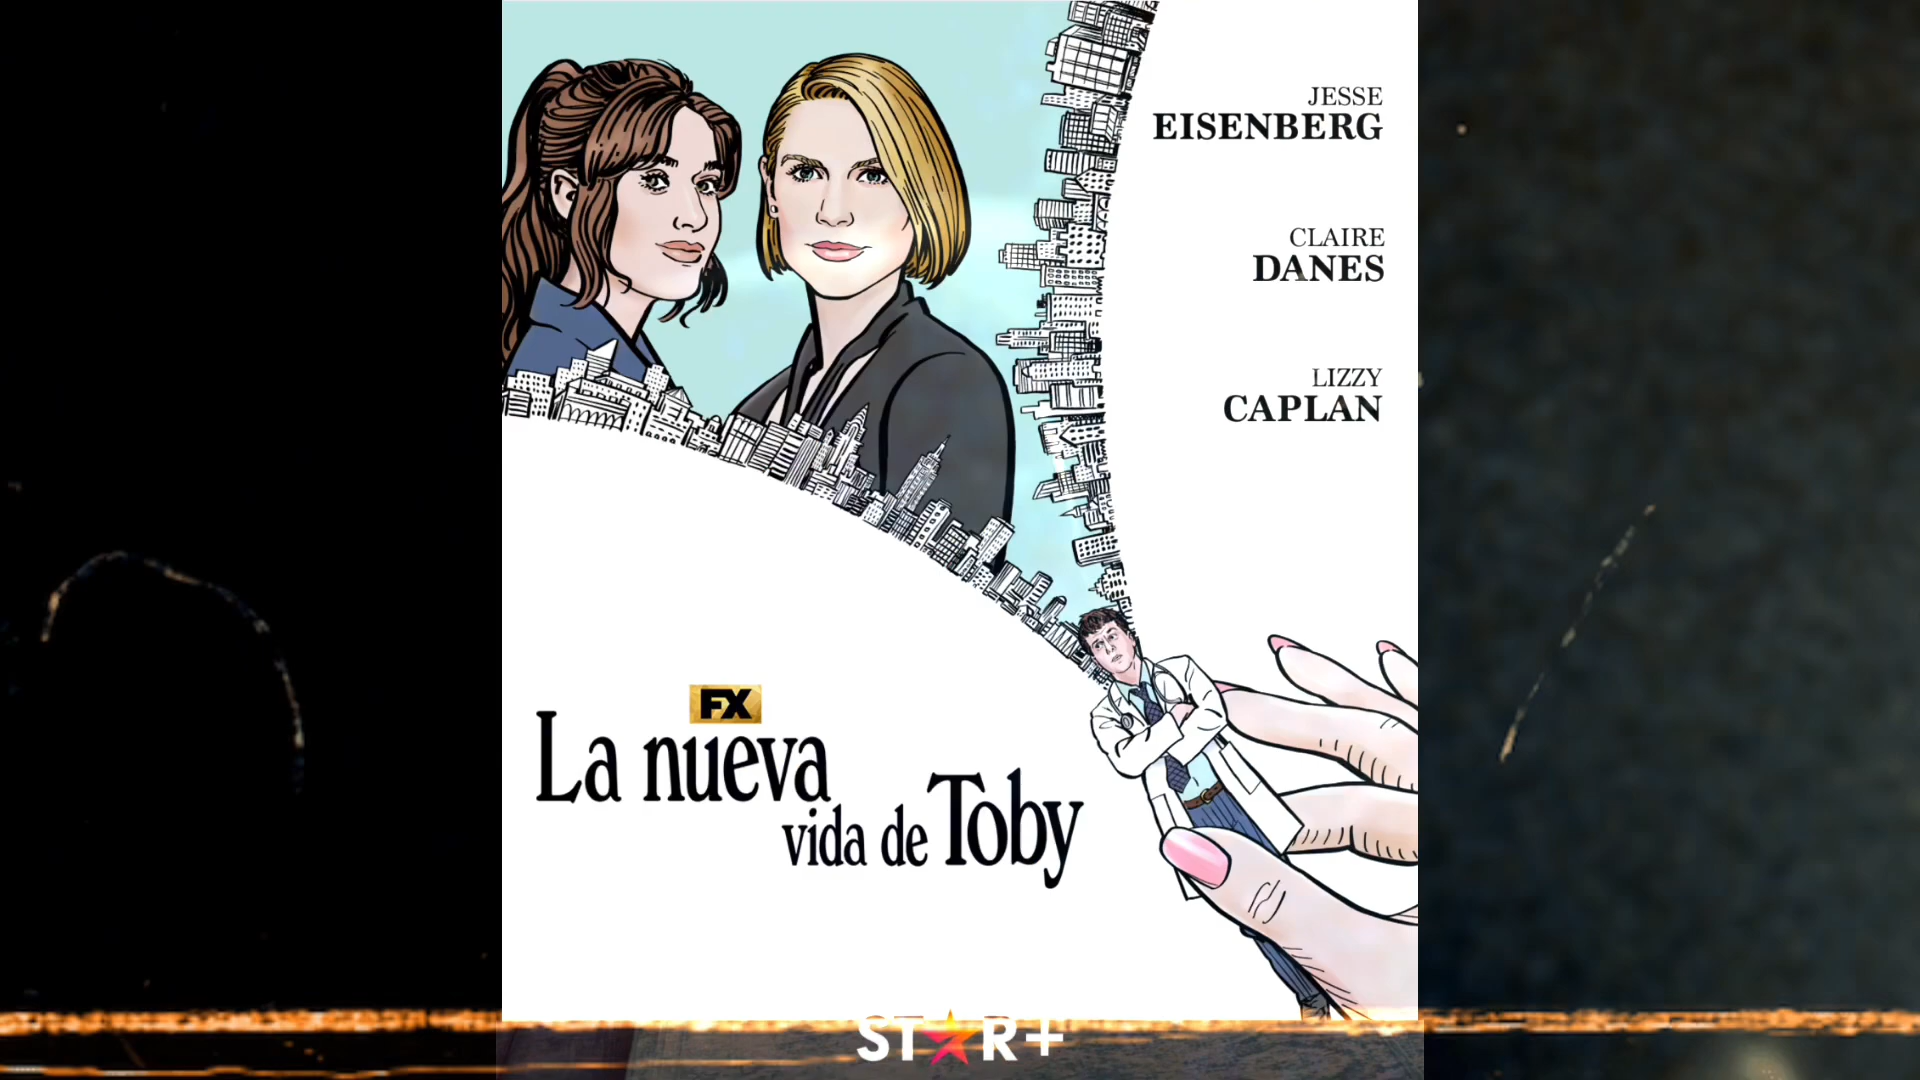 JESSE
EISENBERG
CLAIRE
DANES
LIZZY
CAPLAN
FX
La nueva
vida de Toby
STAR+